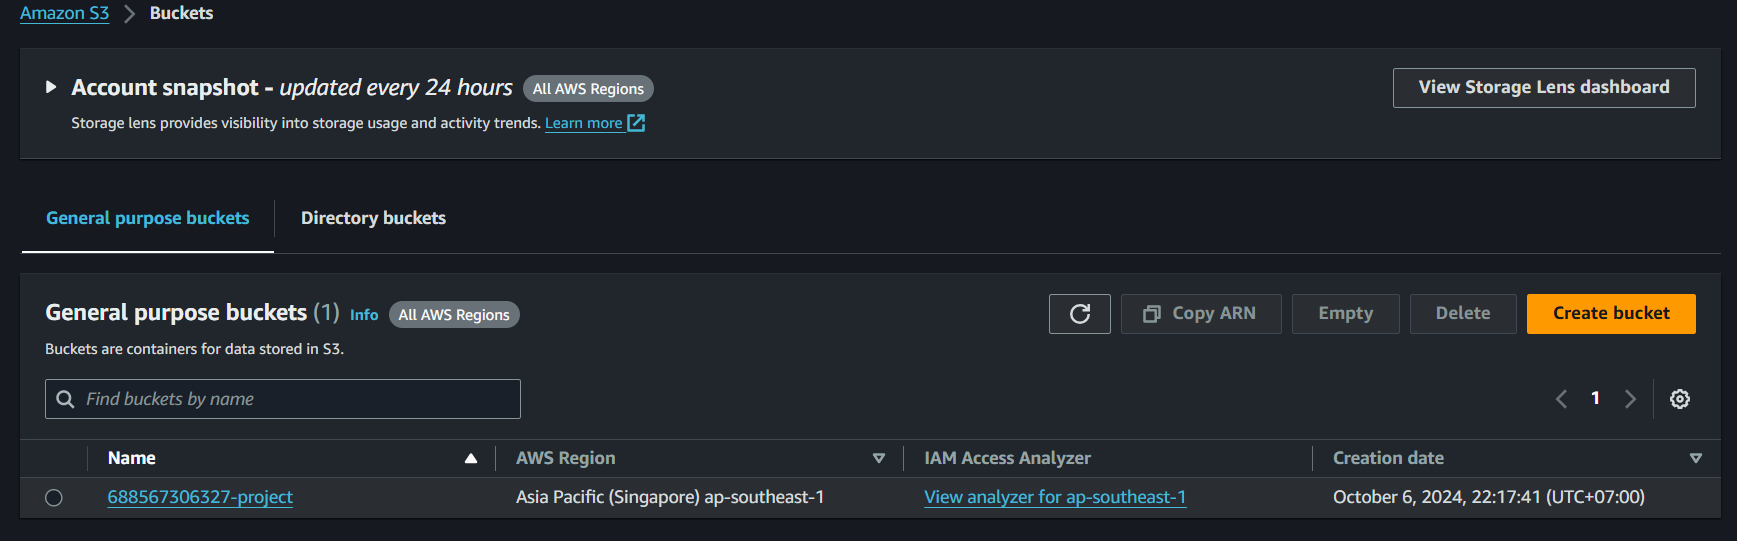 Amazon S3 > Buckets
Account snapshot - updated every 24 hours All AWS Regions
View Storage Lens dashboard
Storage lens provides visibility into storage usage and activity trends. Learn more
General purpose buckets Directory buckets
General purpose buckets (1) Info All AWS Regions
Copy ARN Empty Delete Create bucket
Buckets are containers for data stored in S3.
Find buckets by name
1
Name AWS Region IAM Access Analyzer Creation date
688567306327-project Asia Pacific (Singapore) ap-southeast-1 View analyzer for ap-southeast-1 October 6, 2024, 22:17:41 (UTC+07:00)